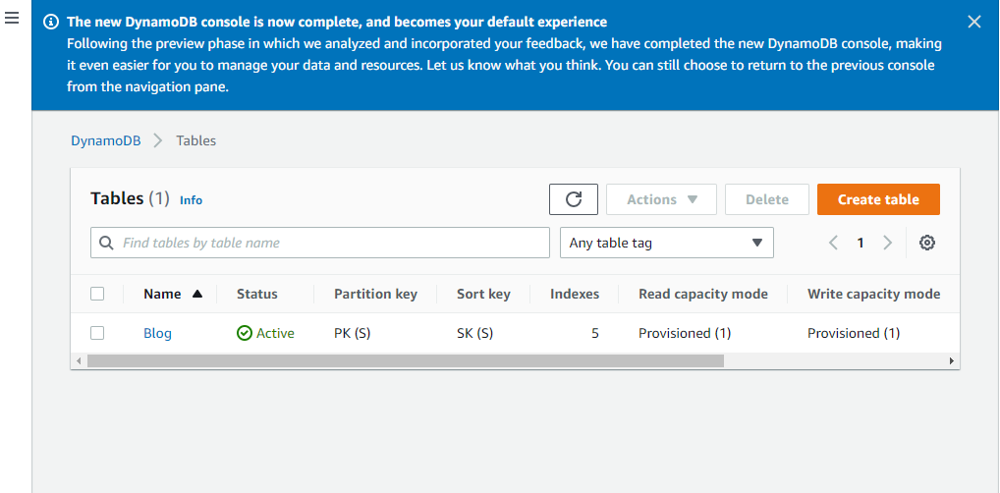 The new DynamoDB console is now complete, and becomes your default experience
Following the preview phase in which we analyzed and incorporated your feedback, we have completed the new DynamoDB console, making
it even easier for you to manage your data and resources. Let us know what you think. You can still choose to return to the previous console
from the navigation pane.
DynamoDB Tables
Tables (1) Info Actions Delete Create table
Find tables by table name Any table tag 1
Name Status Partition key Sort key Indexes Read capacity mode Write capacity mode
Blog Active PK (S) SK (S) 5 Provisioned (1) Provisioned (1)